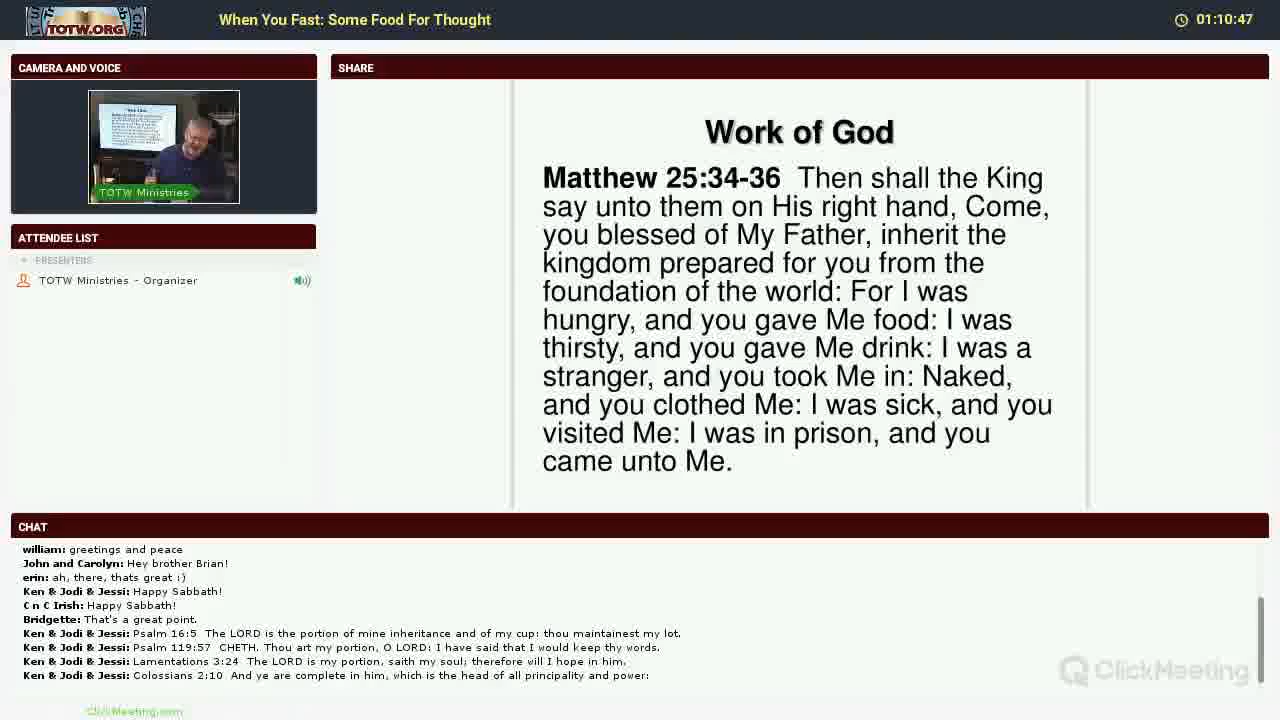 TOTW.ORG
When You Fast: Some Food For Thought
01:10:47
CAMERA AND VOICE
TOTW Ministries
ATTENDEE LIST
PRESENTERS
TOTW Ministries - Organizer
SHARE
Work of God
Matthew 25:34-36 Then shall the King
say unto them on His right hand, Come,
you blessed of My Father, inherit the
kingdom prepared for you from the
foundation of the world: For I was
hungry, and you gave Me food: I was
thirsty, and you gave Me drink: I was a
stranger, and you took Me in: Naked,
and you clothed Me: I was sick, and you
visited Me: I was in prison, and you
came unto Me.
CHAT
william: greetings and peace
John and Carolyn: Hey brother Brian!
erin: ah, there, thats great :)
Ken & Jodi & Jessi: Happy Sabbath!
C n C Irish: Happy Sabbath!
Bridgette: That's a great point.
Ken & Jodi & Jessi: Psalm 16:5 The LORD is the portion of mine inheritance and of my cup: thou maintainest my lot.
Ken & Jodi & Jessi: Psalm 119:57 CHETH. Thou art my portion, O LORD: I have said that I would keep thy words.
Ken & Jodi & Jessi: Lamentations 3:24 The LORD is my portion, saith my soul; therefore will I hope in him.
Ken & Jodi & Jessi: Colossians 2:10 And ye are complete in him, which is the head of all principality and power:
ClickMeeting
ClickMeeting.com